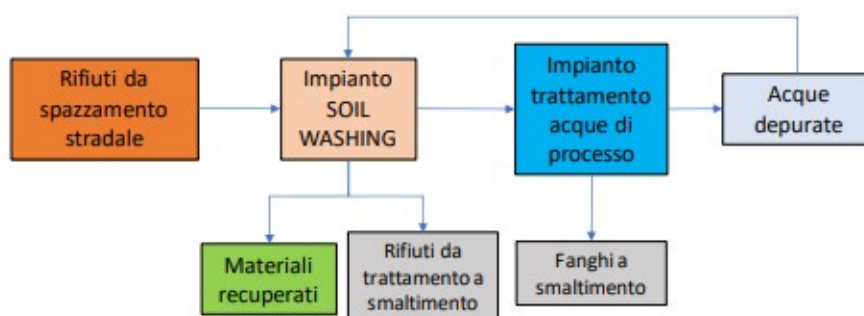 Rifiuti da
spazzamento
stradale
Impianto
SOIL
WASHING
Impianto
trattamento
acque di
processo
Acque
depurate
Materiali
recuperati
Rifiuti da
trattamento a
smaltimento
Fanghi a
smaltimento